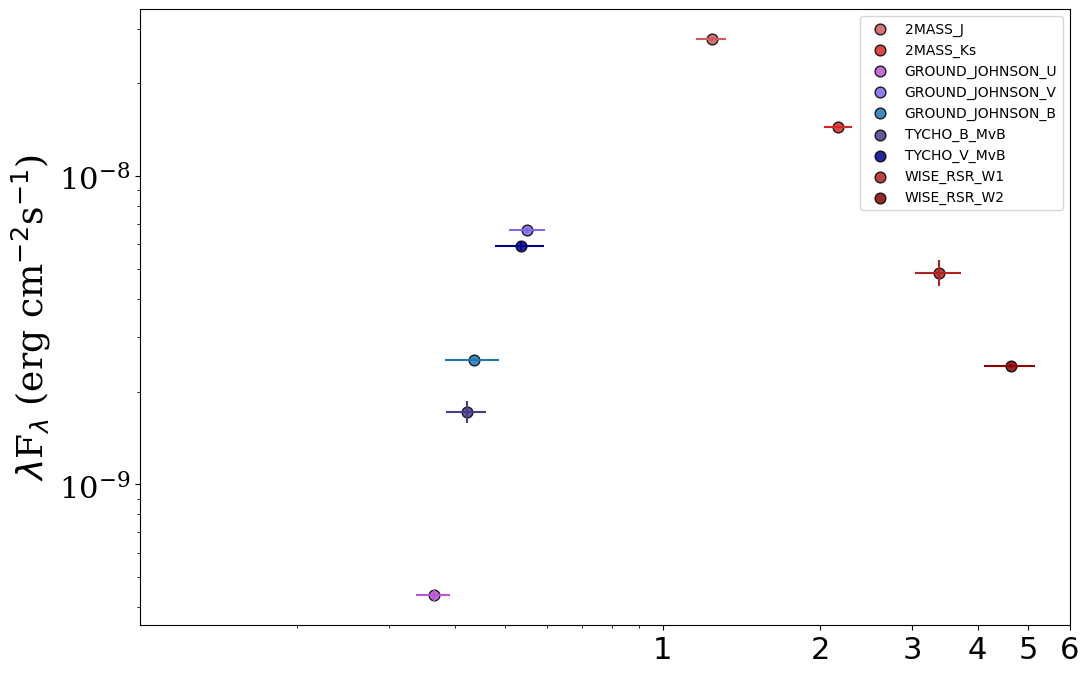 λFλ (erg cm−2s−1)
10−8
10−9
2MASS_J
2MASS_Ks
GROUND_JOHNSON_U
GROUND_JOHNSON_V
GROUND_JOHNSON_B
TYCHO_B_MvB
TYCHO_V_MvB
WISE_RSR_W1
WISE_RSR_W2
1 2 3 4 5 6